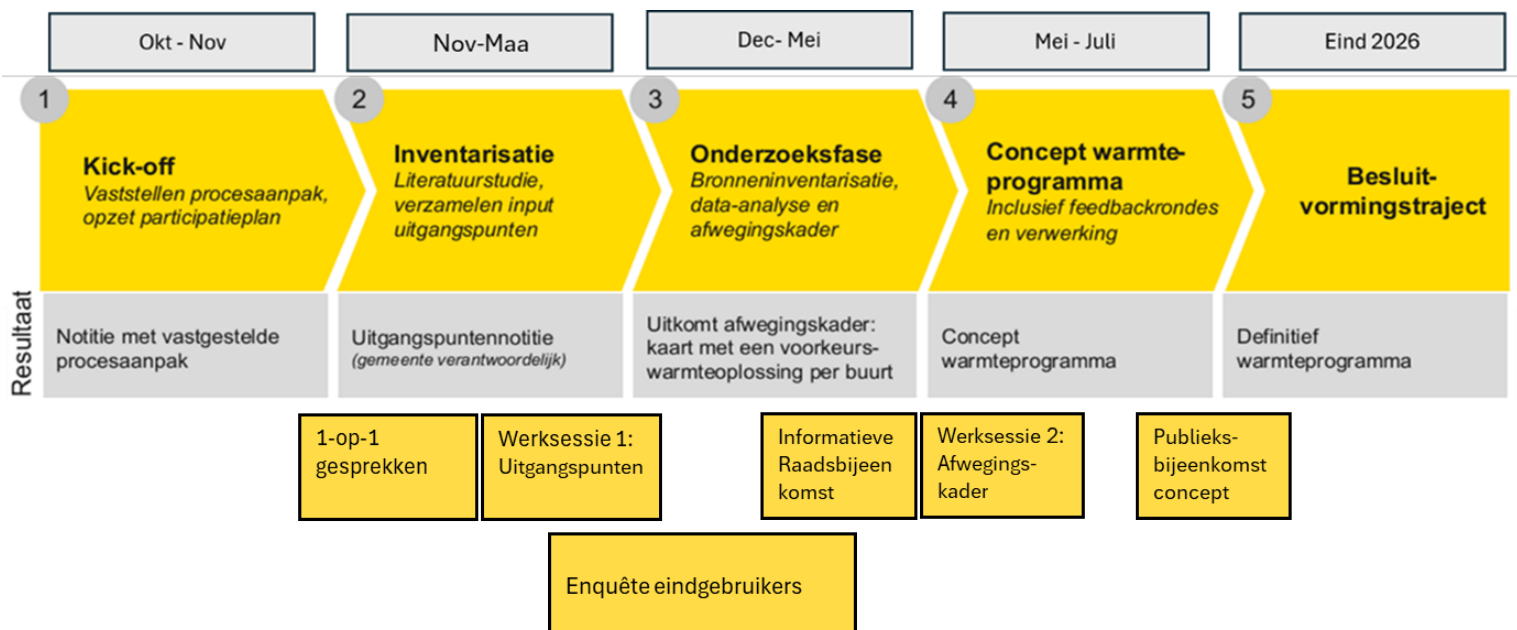 Okt - Nov
Nov-Maa
Dec- Mei
Mei - Juli
Eind 2026
1
Kick-off
Vaststellen procesaanpak,
opzet participatieplan
2
Inventarisatie
Literatuurstudie,
verzamelen input
uitgangspunten
3
Onderzoeksfase
Bronneninventarisatie,
data-analyse en
afwegingskader
4
Concept warmte-
programma
Inclusief feedbackrondes
en verwerking
5
Besluit-
vormingstraject
Resultaat
Notitie met vastgestelde
procesaanpak
Uitgangspuntennotitie
(gemeente verantwoordelijk)
Uitkomt afwegingskader:
kaart met een voorkeurs-
warmteoplossing per buurt
Concept
warmteprogramma
Definitief
warmteprogramma
1-op-1
gesprekken
Werksessie 1:
Uitgangspunten
Informatieve
Raadsbijeen
komst
Werksessie 2:
Afwegings-
kader
Publieks-
bijeenkomst
concept
Enquête eindgebruikers